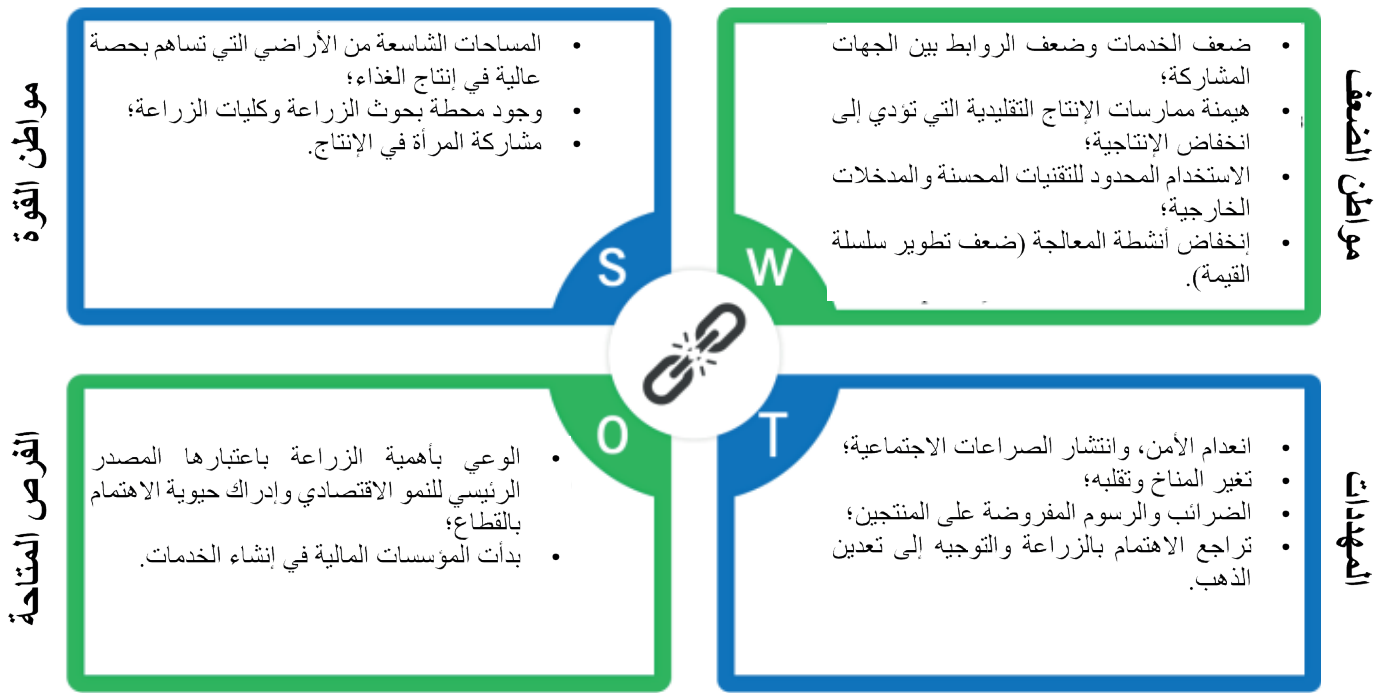 مواطن القوة
• المساحات الشاسعة من الأراضي التي تساهم بحصة
عالية في إنتاج الغذاء؛
• وجود محطة بحوث الزراعة وكليات الزراعة؛
• مشاركة المرأة في الإنتاج.
S
مواطن الضعف
• ضعف الخدمات وضعف الروابط بين الجهات
المشاركة؛
• هيمنة ممارسات الإنتاج التقليدية التي تؤدي إلى
انخفاض الإنتاجية؛
• الاستخدام المحدود للتقنيات المحسنة والمدخلات
الخارجية؛
• إنخفاض أنشطة المعالجة (ضعف تطوير سلسلة
القيمة).
W
الفرص المتاحة
• الوعي بأهمية الزراعة باعتبارها المصدر
الرئيسي للنمو الاقتصادي وإدراك حيوية الاهتمام
بالقطاع؛
• بدأت المؤسسات المالية في إنشاء الخدمات.
O
المهددات
• انعدام الأمن، وانتشار الصراعات الاجتماعية؛
• تغير المناخ وتقلبه؛
• الضرائب والرسوم المفروضة على المنتجين؛
• تراجع الاهتمام بالزراعة والتوجيه إلى تعدين
الذهب.
T